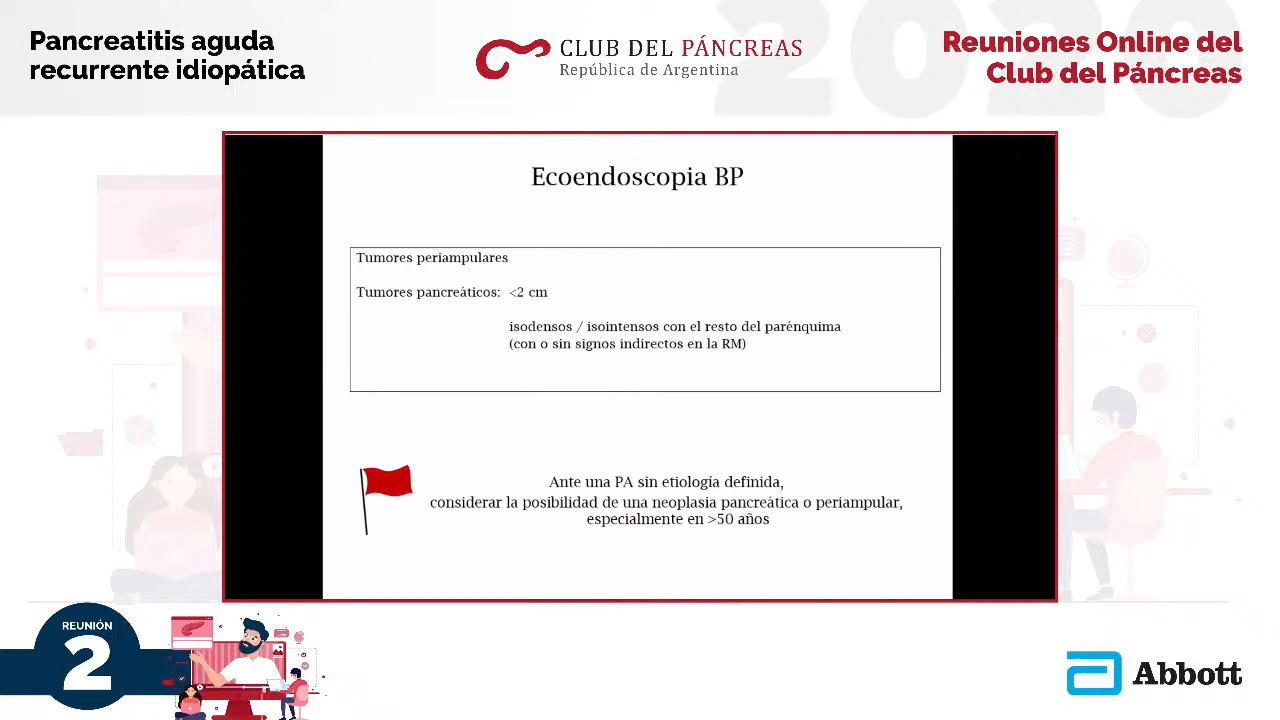 Pancreatitis aguda
recurrente idiopática
CLUB DEL PÁNCREAS
República de Argentina
2020
Reuniones Online del
Club del Páncreas
Ecoendoscopia BP
Tumores periampulares
Tumores pancreáticos: <2 cm
isodensos / isointensos con el resto del parénquima
(con o sin signos indirectos en la RM)
Ante una PA sin etiología definida,
considerar la posibilidad de una neoplasia pancreática o periampular,
especialmente en >50 años
REUNIÓN
2
Abbott